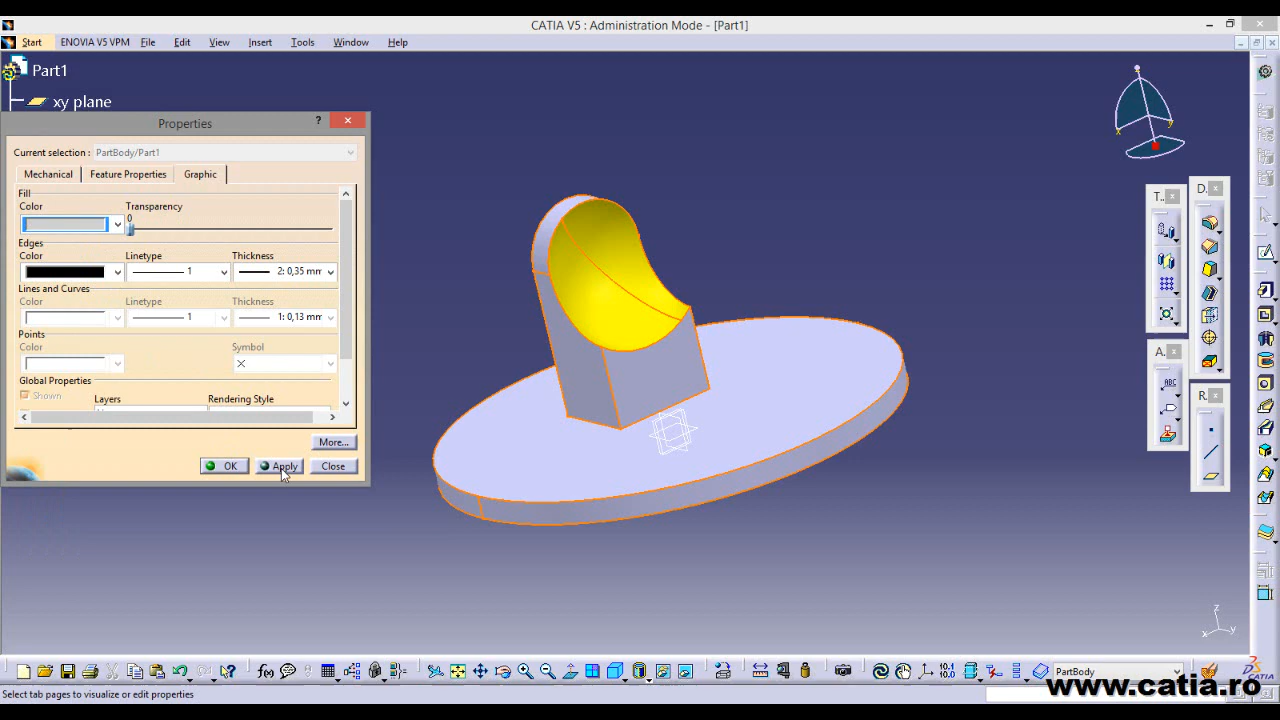 CATIA V5 : Administration Mode - [Part1]
Start ENOVIA V5 VPM File Edit View Insert Tools Window Help
Part1
xy plane
Properties
?
Current selection : PartBody/Part1
Mechanical Feature Properties Graphic
Fill
Color Transparency
0
Edges
Color Linetype Thickness
1 2: 0,35 mm
Lines and Curves
Color Linetype Thickness
1 1: 0,13 mm
Points
Color Symbol
Global Properties
Shown Layers Rendering Style
More...
OK Apply Close
T... D.
A. R.
ABC
z
x y
f(x) 10.1 PartBody
CATIA
Select tab pages to visualize or edit properties
www.catia.ro